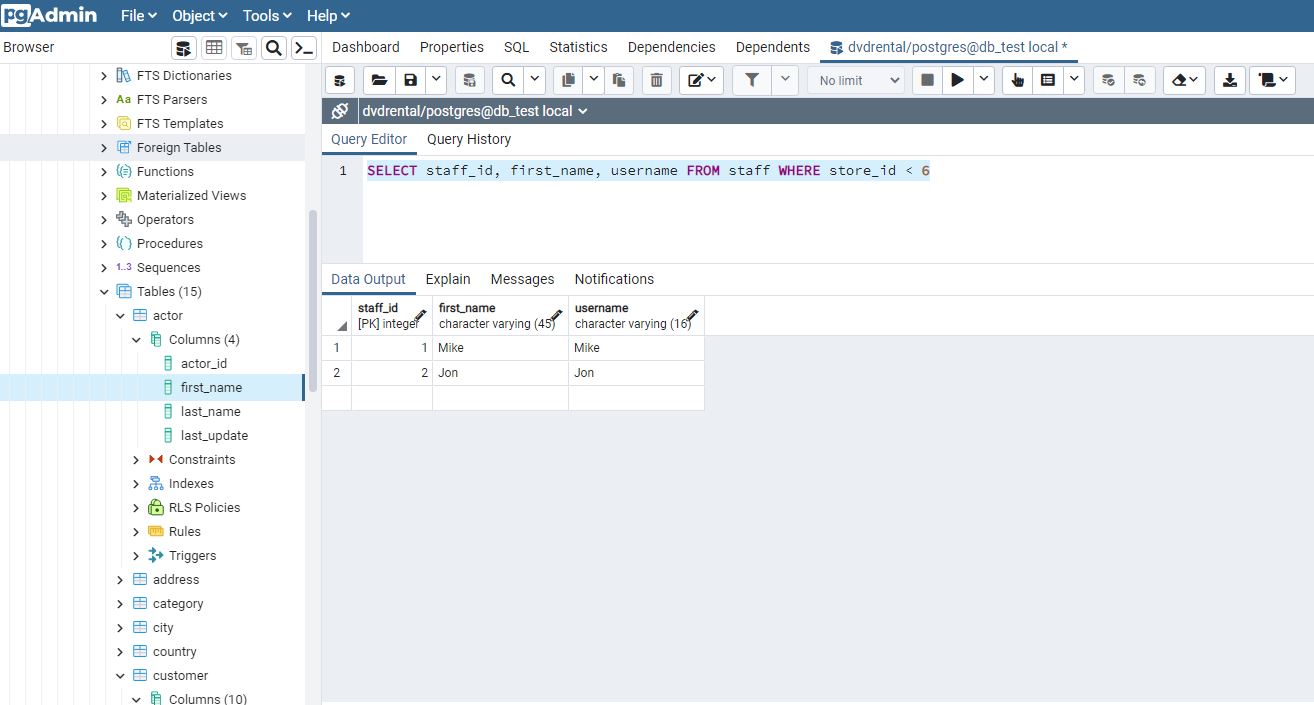 pgAdmin File Object Tools Help
Browser
Dashboard Properties SQL Statistics Dependencies Dependents dvdrental/postgres@db_test local *
No limit
dvdrental/postgres@db_test local
Query Editor Query History
1 SELECT staff_id, first_name, username FROM staff WHERE store_id < 6
Data Output Explain Messages Notifications
staff_id first_name username
[PK] integer character varying (45) character varying (16)
1 1 Mike Mike
2 2 Jon Jon
FTS Dictionaries
Aa FTS Parsers
FTS Templates
Foreign Tables
Functions
Materialized Views
Operators
Procedures
1..3 Sequences
Tables (15)
actor
Columns (4)
actor_id
first_name
last_name
last_update
Constraints
Indexes
RLS Policies
Rules
Triggers
address
category
city
country
customer
Columns (10)